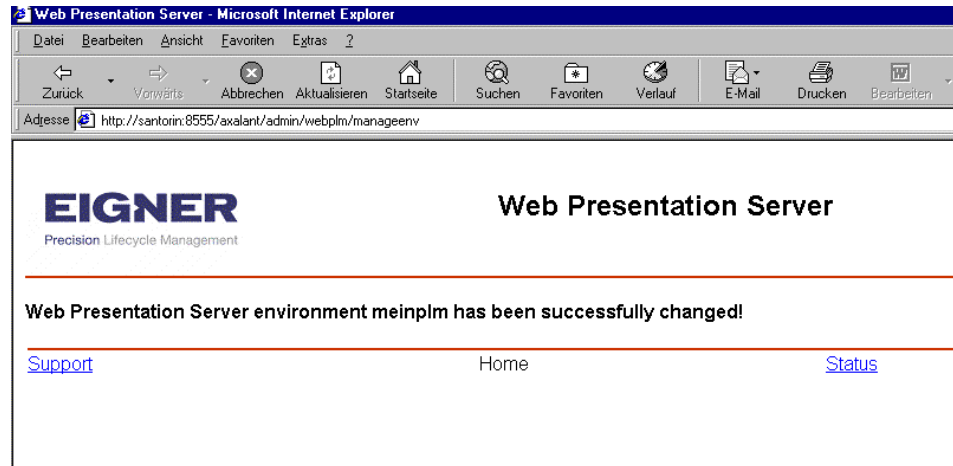 Web Presentation Server - Microsoft Internet Explorer
Datei Bearbeiten Ansicht Favoriten Extras ?
Zurück Vorwärts Abbrechen Aktualisieren Startseite Suchen Favoriten Verlauf E-Mail Drucken Bearbeiten
Adresse http://santorin:8555/axalant/admin/webplm/manageenv
EIGNER
Precision Lifecycle Management
Web Presentation Server
Web Presentation Server environment meinplm has been successfully changed!
Support Home Status